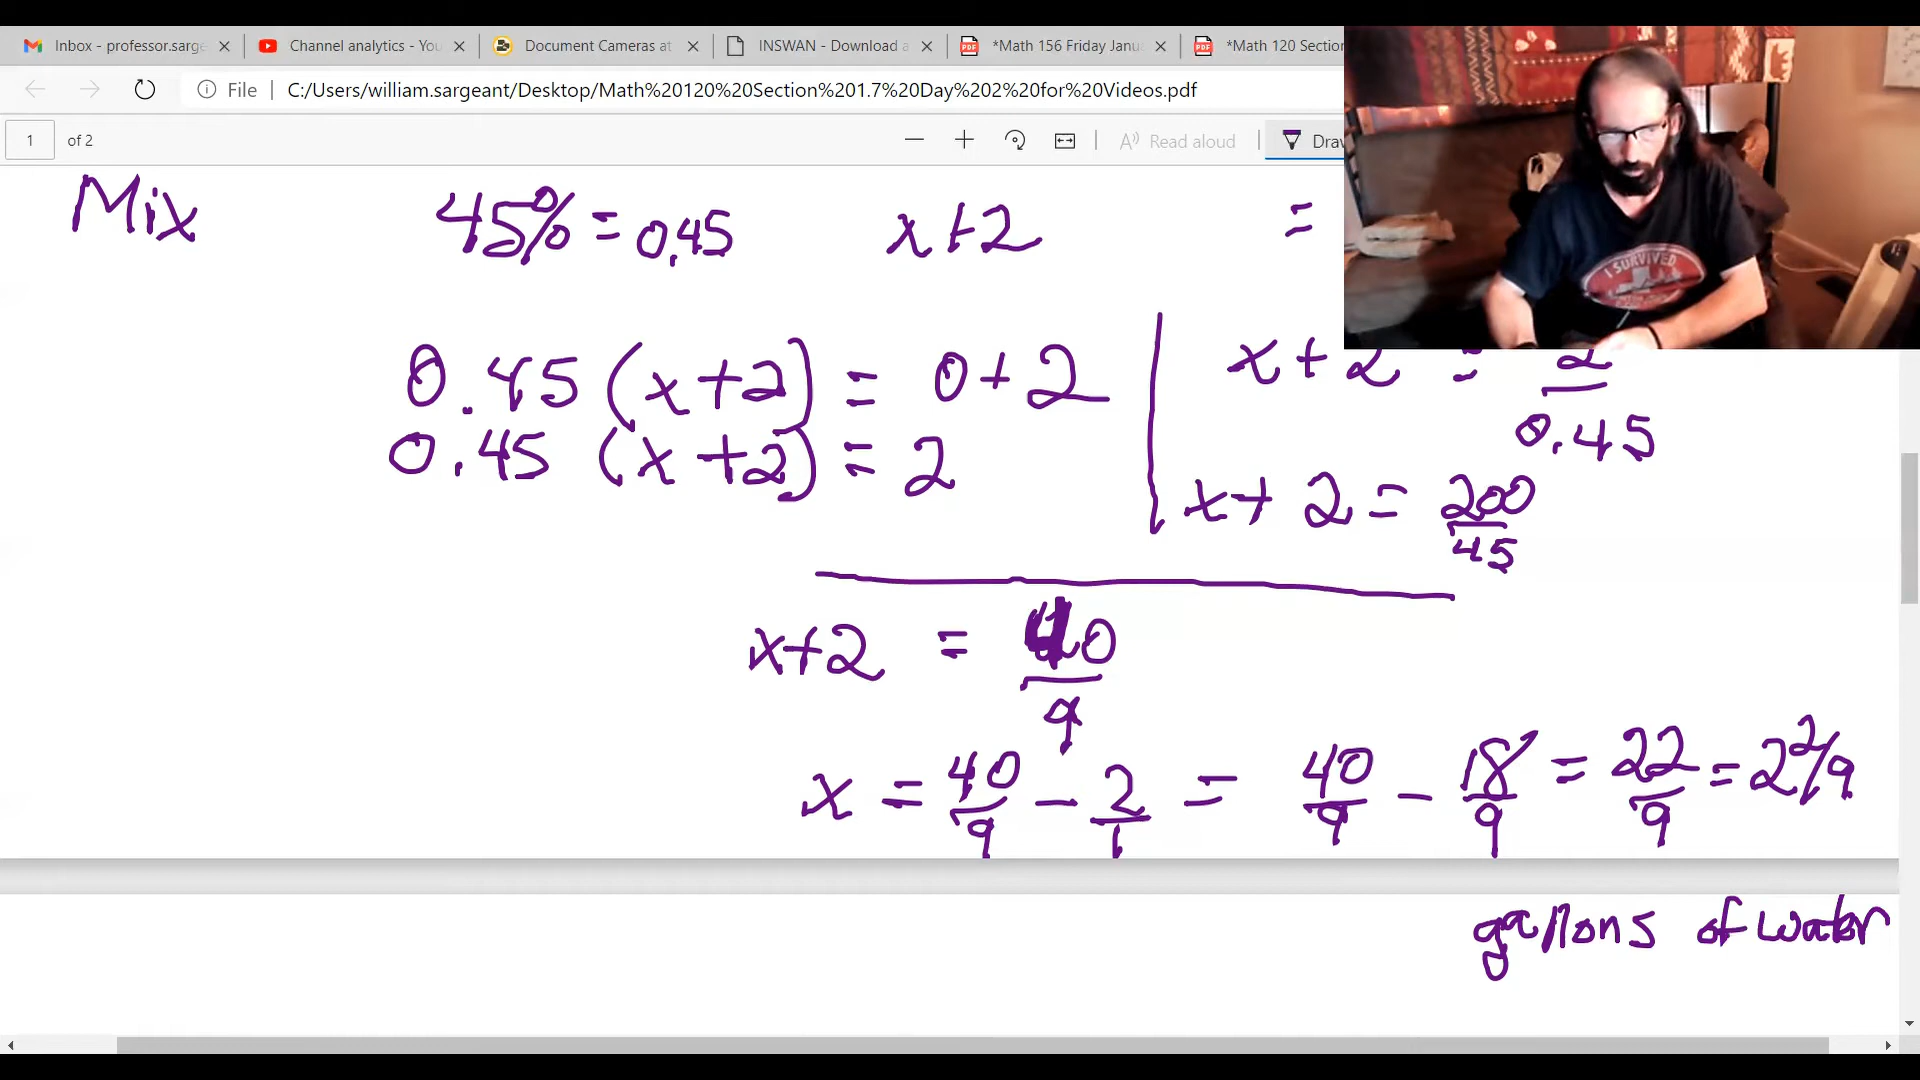 Inbox - professor.sarge
Channel analytics - You
Document Cameras at
INSWAN - Download a
*Math 156 Friday Janu
*Math 120 Section
File
C:/Users/william.sargeant/Desktop/Math%20120%20Section%201.7%20Day%202%20for%20Videos.pdf
1 of 2
Read aloud
Draw
I SURVIVED
Mix 45% = 0.45 x+2 =
0.45 (x+2) = 0+2
0.45 (x+2) = 2
x+2 = 2/0.45
x+2 = 200/45
x+2 = 40/9
x = 40/9 - 2/1 = 40/9 - 18/9 = 22/9 = 2 2/9
gallons of water